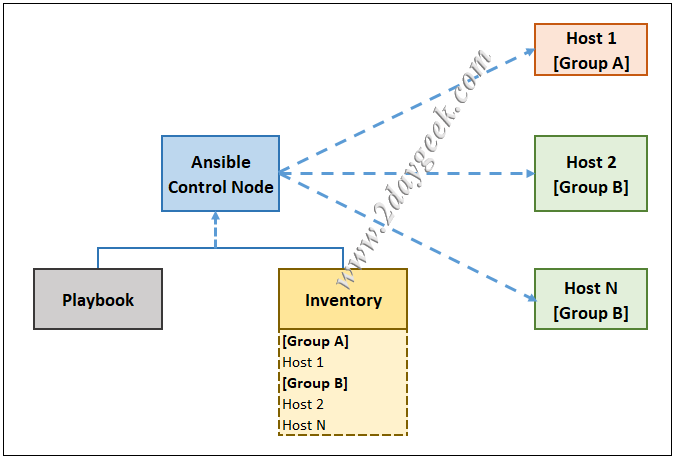 Host 1
[Group A]
Ansible
Control Node
Host 2
[Group B]
Playbook
Inventory
Host N
[Group B]
[Group A]
Host 1
[Group B]
Host 2
Host N
www.2daygeek.com